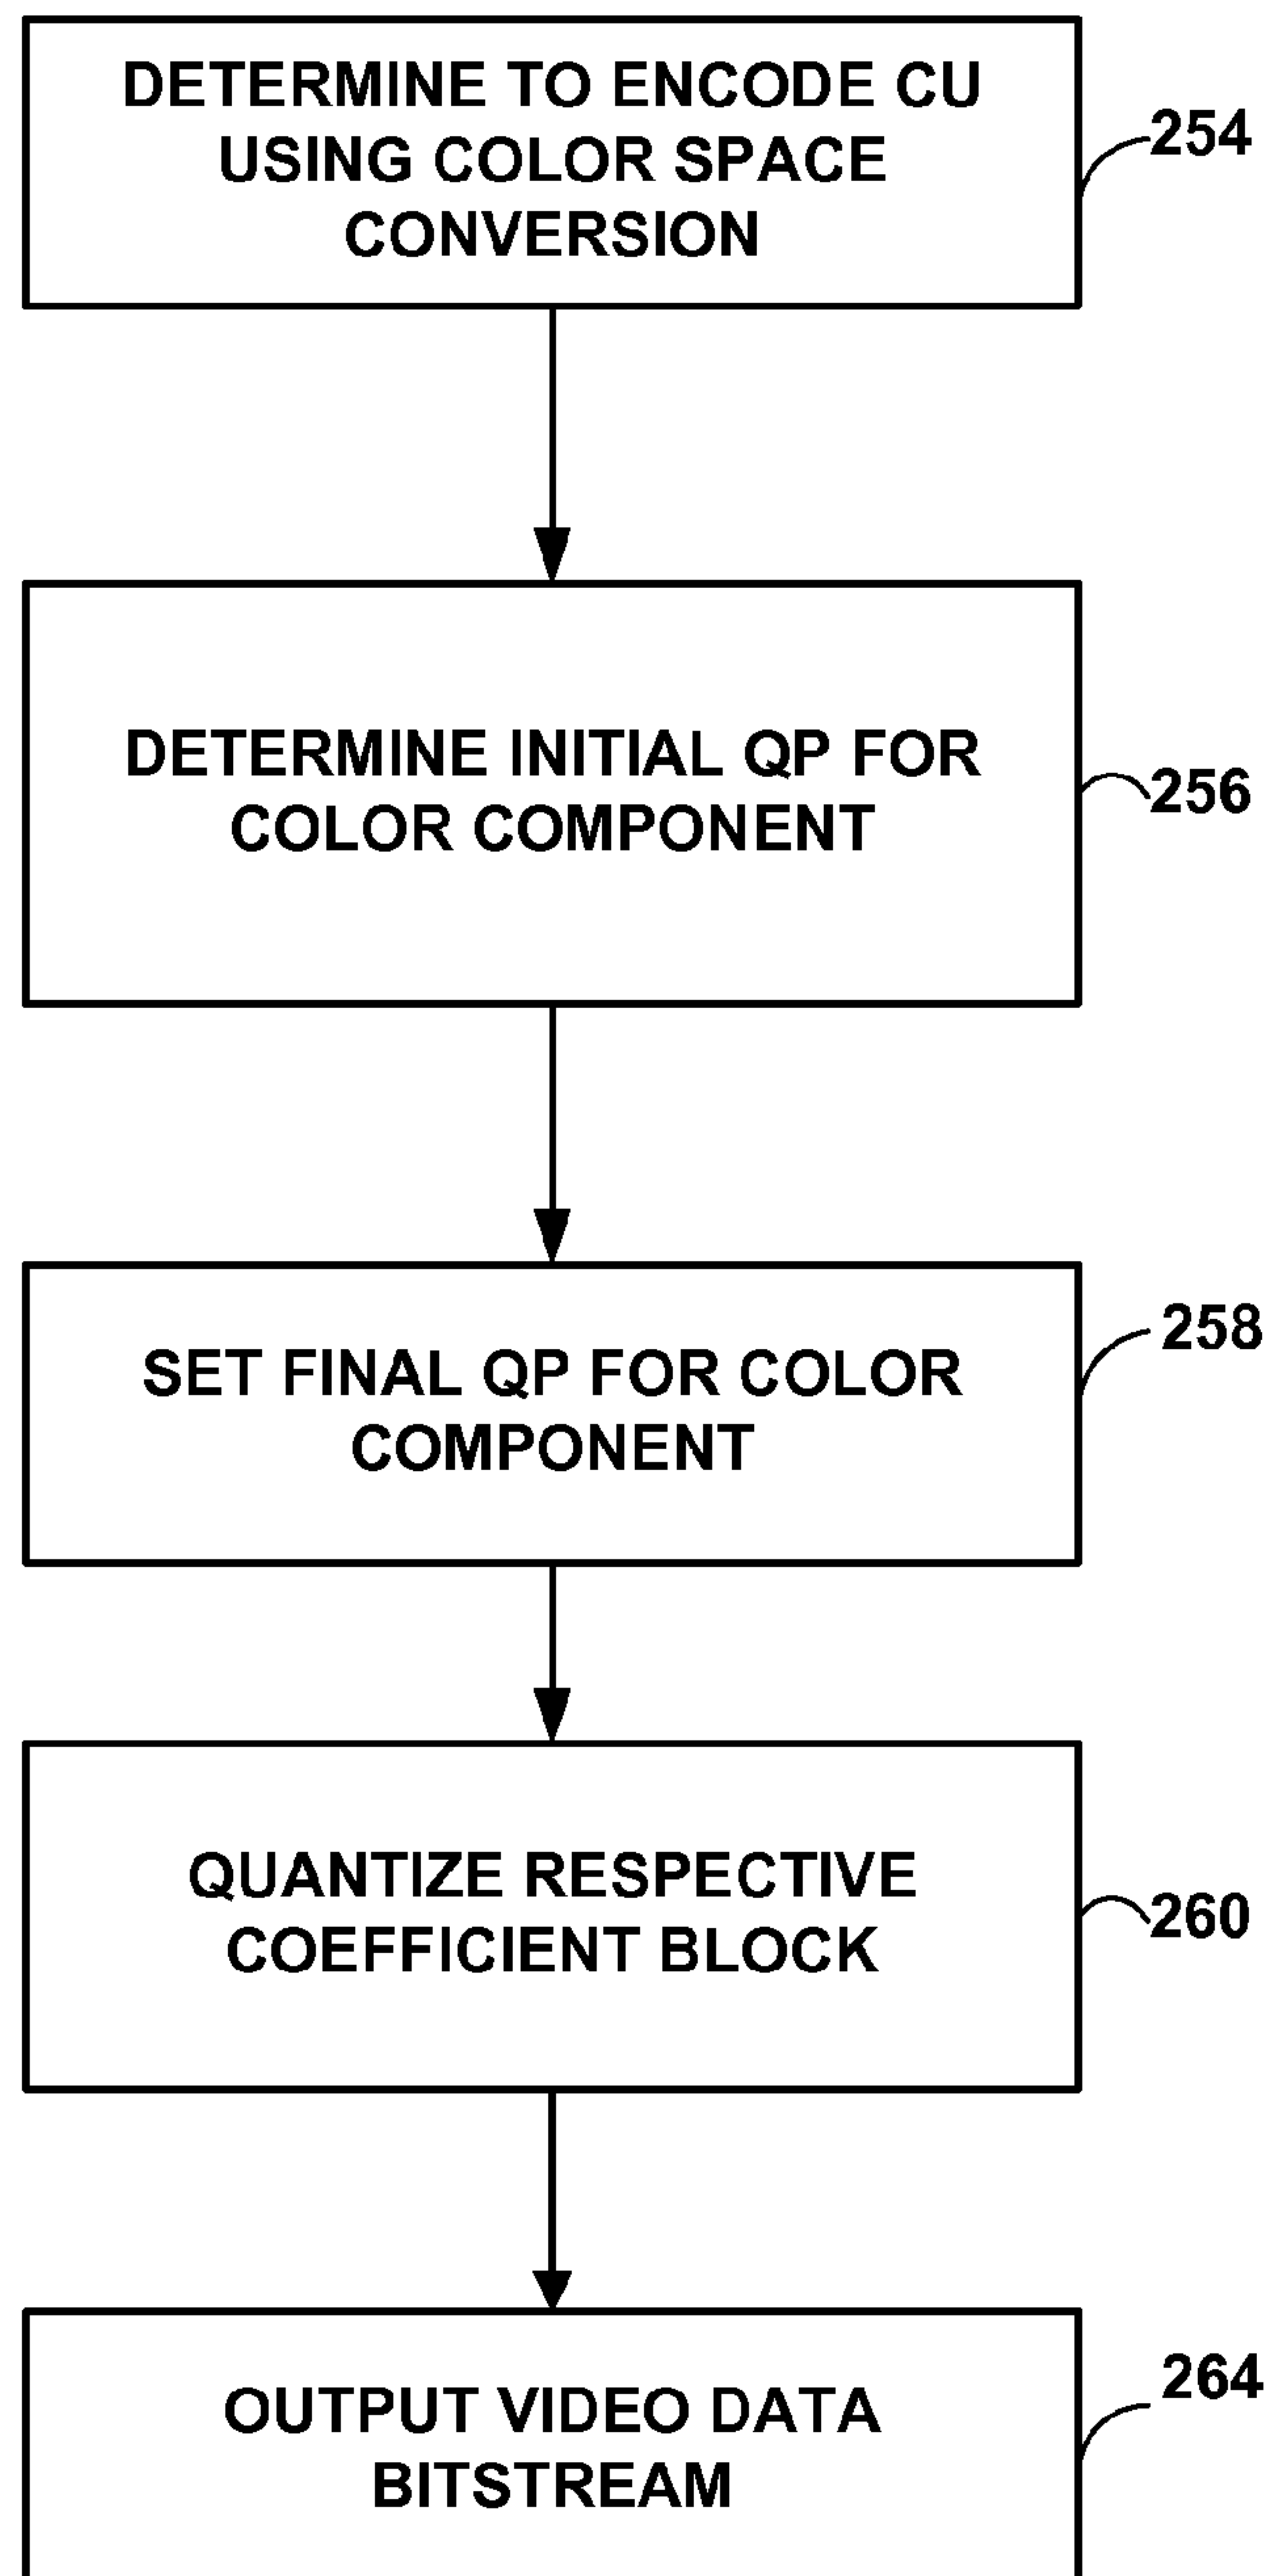 DETERMINE TO ENCODE CU
USING COLOR SPACE
CONVERSION
254
DETERMINE INITIAL QP FOR
COLOR COMPONENT
256
SET FINAL QP FOR COLOR
COMPONENT
258
QUANTIZE RESPECTIVE
COEFFICIENT BLOCK
260
OUTPUT VIDEO DATA
BITSTREAM
264